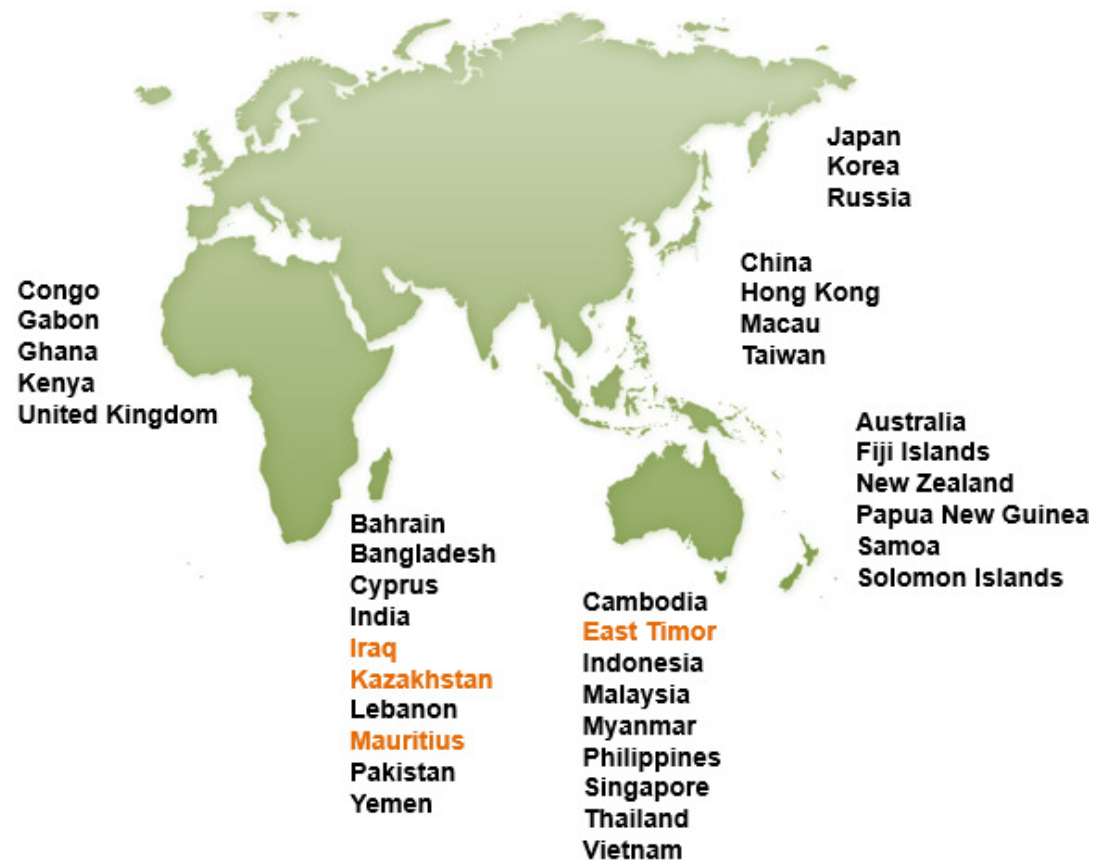 Japan
Korea
Russia
China
Hong Kong
Macau
Taiwan
Congo
Gabon
Ghana
Kenya
United Kingdom
Australia
Fiji Islands
New Zealand
Papua New Guinea
Samoa
Solomon Islands
Bahrain
Bangladesh
Cyprus
India
Iraq
Kazakhstan
Lebanon
Mauritius
Pakistan
Yemen
Cambodia
East Timor
Indonesia
Malaysia
Myanmar
Philippines
Singapore
Thailand
Vietnam